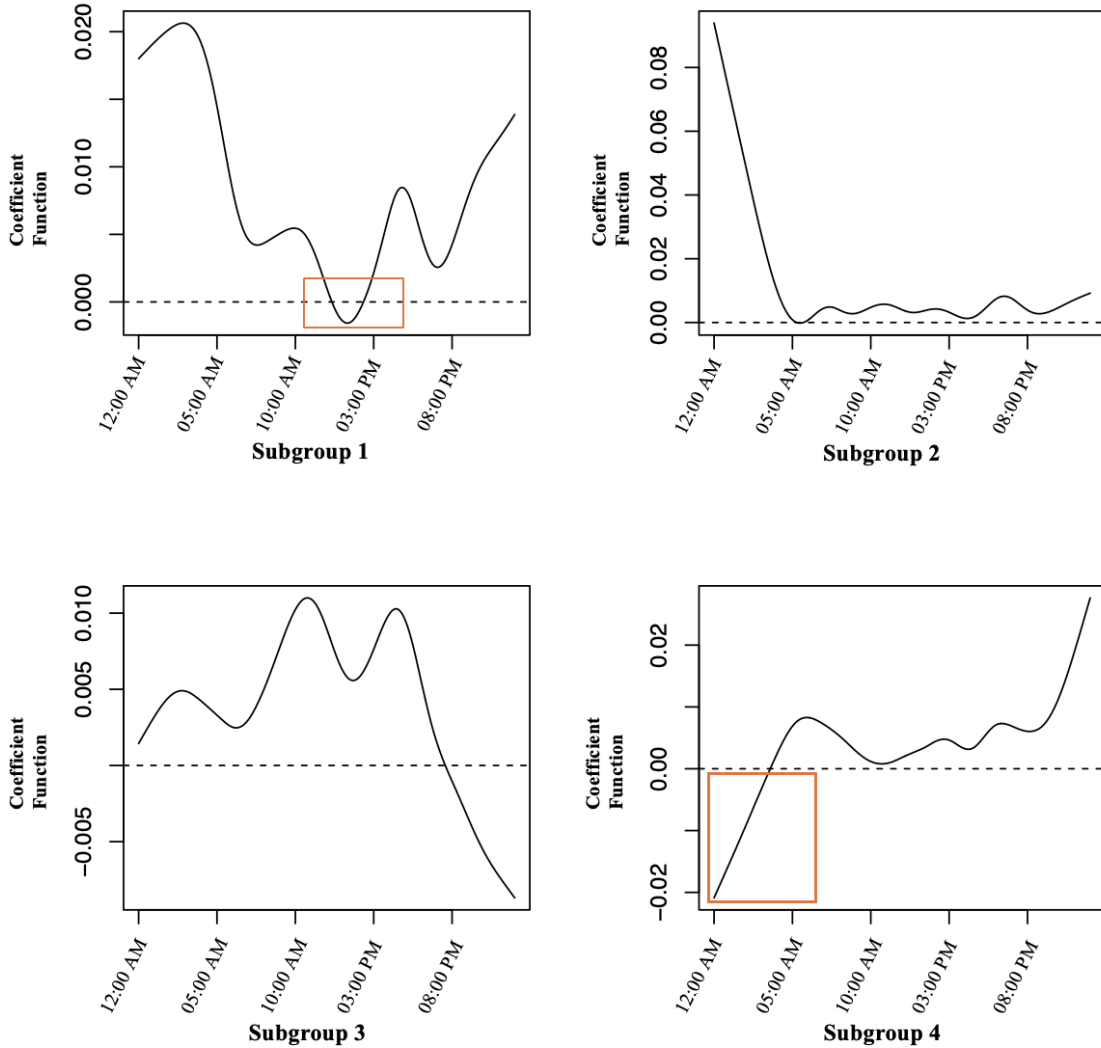 Coefficient
Function
0.000
0.010
0.020
12:00 AM
05:00 AM
10:00 AM
03:00 PM
08:00 PM
Subgroup 1
Coefficient
Function
0.00
0.02
0.04
0.06
0.08
12:00 AM
05:00 AM
10:00 AM
03:00 PM
08:00 PM
Subgroup 2
Coefficient
Function
−0.005
0.005
0.010
12:00 AM
05:00 AM
10:00 AM
03:00 PM
08:00 PM
Subgroup 3
Coefficient
Function
−0.02
0.00
0.02
12:00 AM
05:00 AM
10:00 AM
03:00 PM
08:00 PM
Subgroup 4